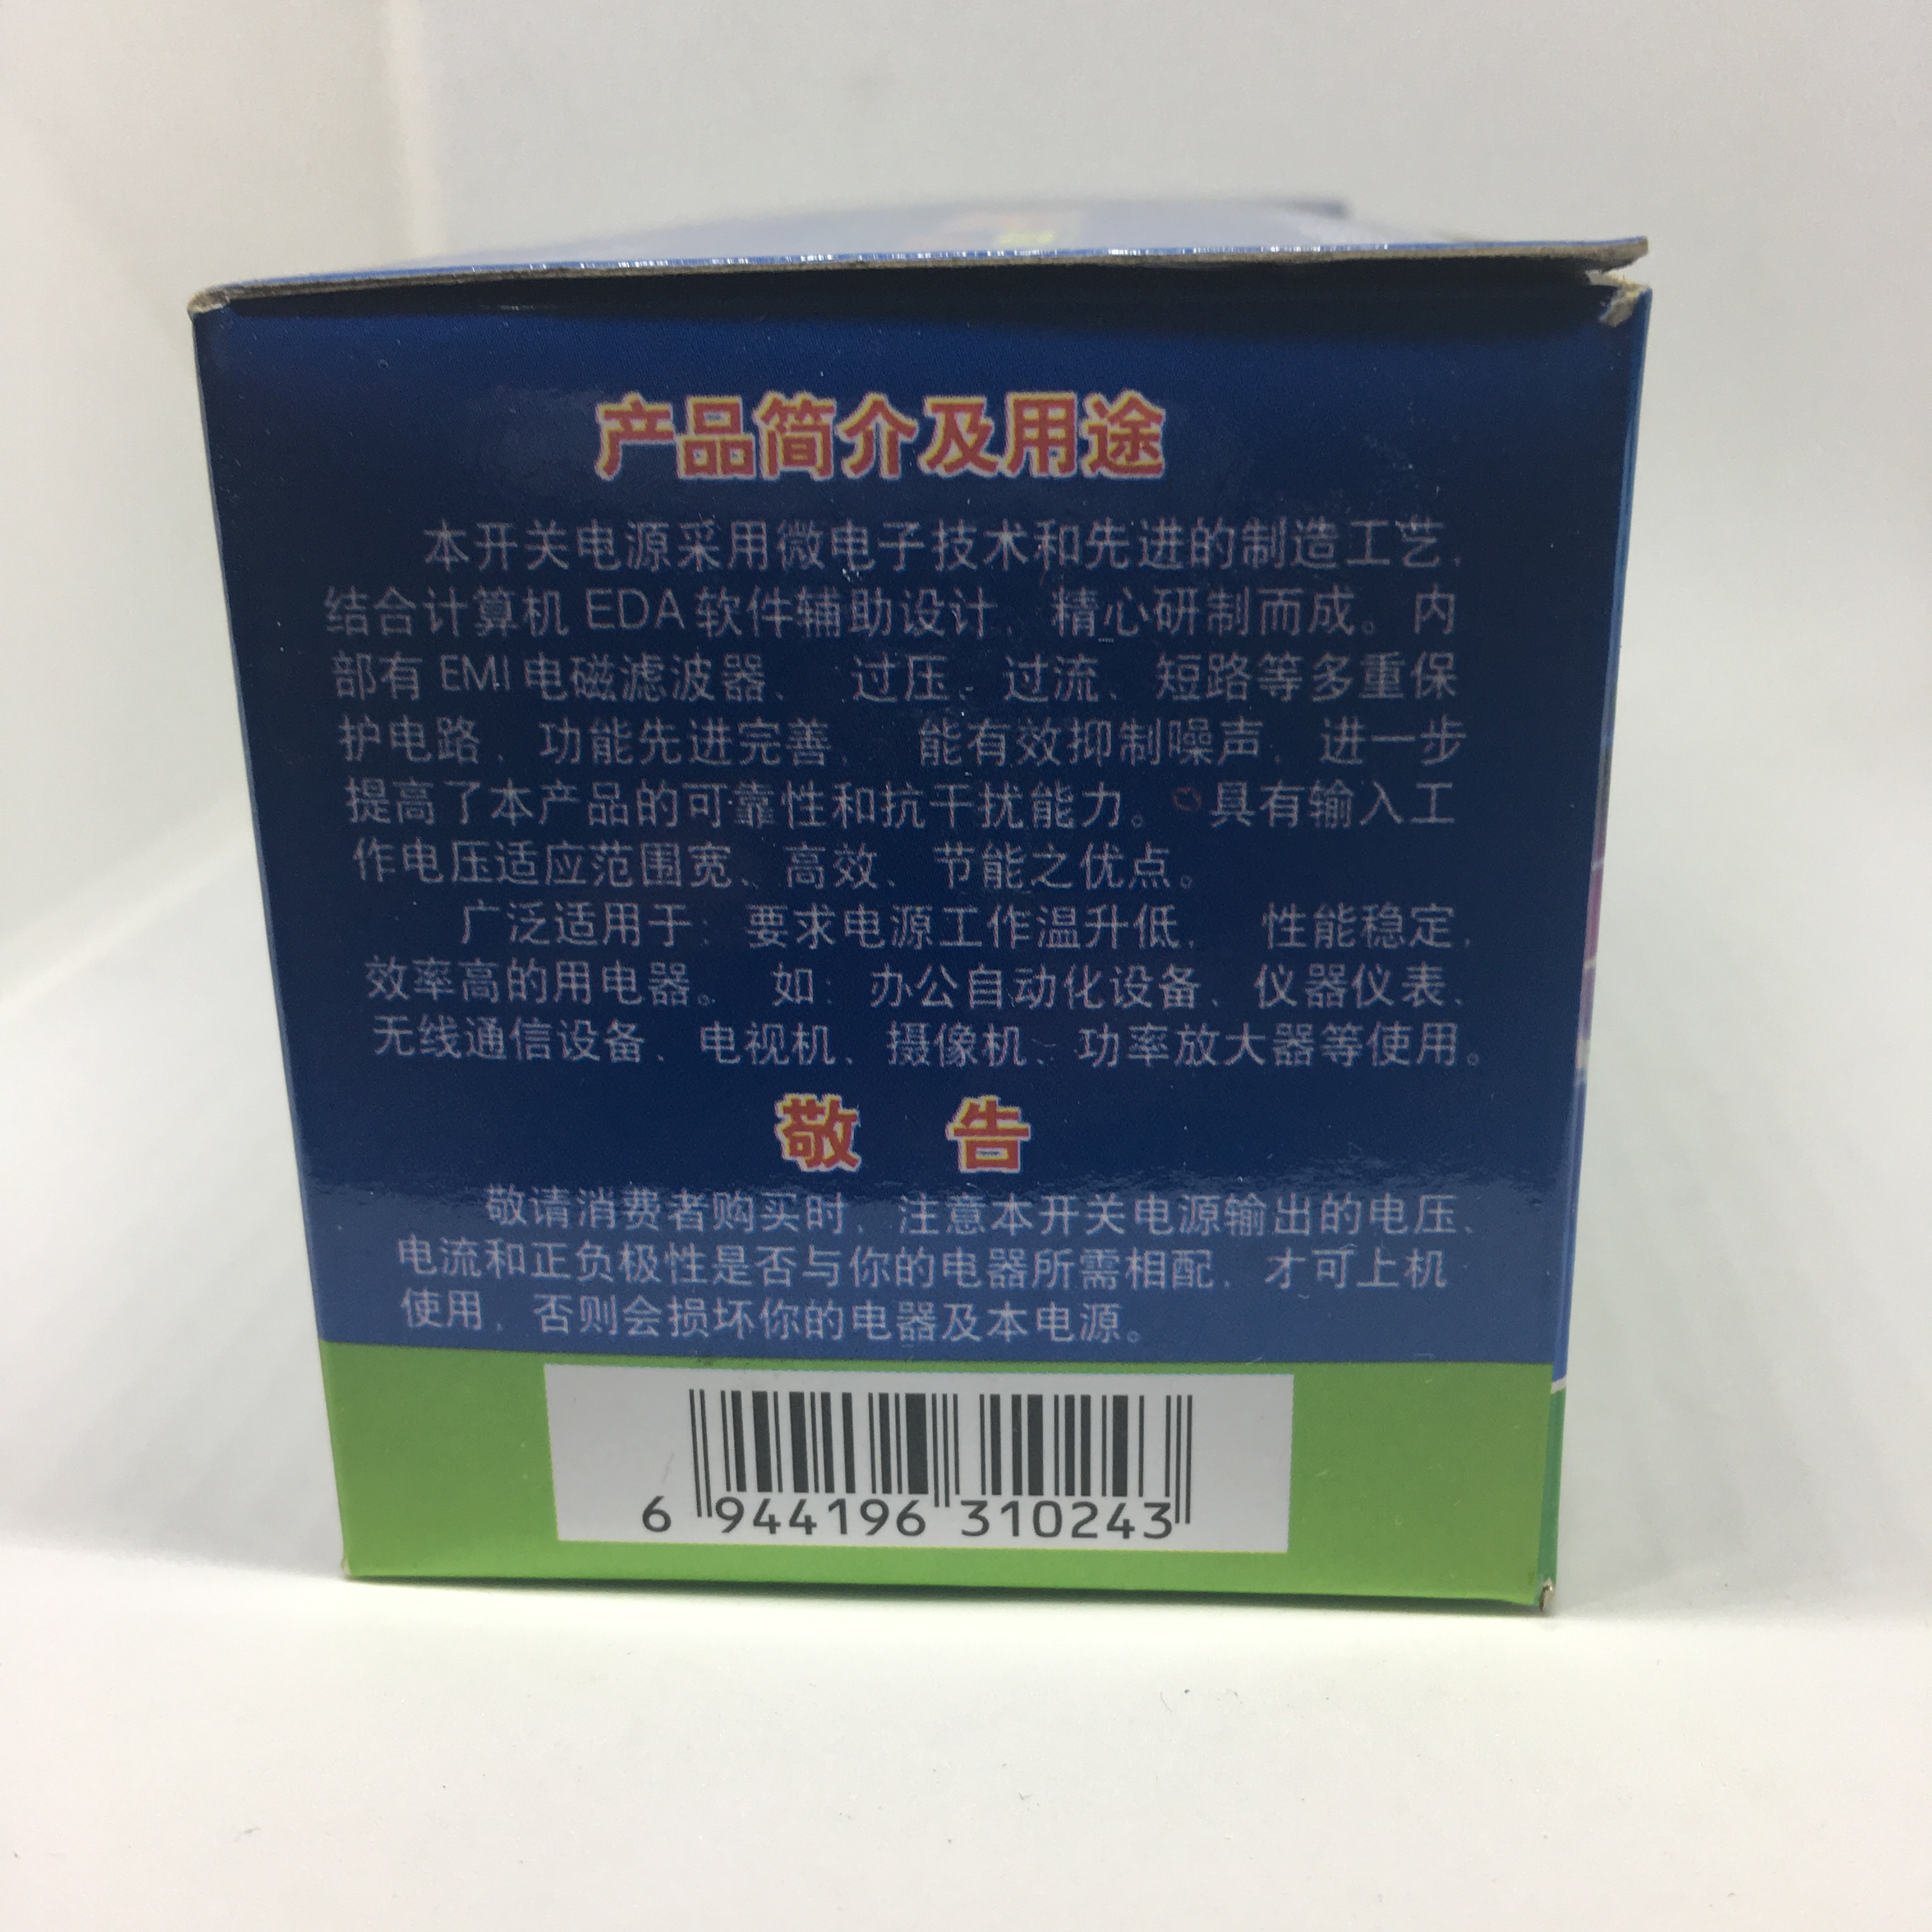 产品简介及用途
本开关电源采用微电子技术和先进的制造工艺，
结合计算机 EDA 软件辅助设计，精心研制而成。内
部有 EMI 电磁滤波器、 过压、过流、短路等多重保
护电路，功能先进完善， 能有效抑制噪声，进一步
提高了本产品的可靠性和抗干扰能力。 具有输入工
作电压适应范围宽、高效、节能之优点。
广泛适用于：要求电源工作温升低， 性能稳定，
效率高的用电器。 如：办公自动化设备、仪器仪表、
无线通信设备、电视机、摄像机、功率放大器等使用。
敬 告
敬请消费者购买时，注意本开关电源输出的电压、
电流和正负极性是否与你的电器所需相配，才可上机
使用，否则会损坏你的电器及本电源。
6 944196 310243